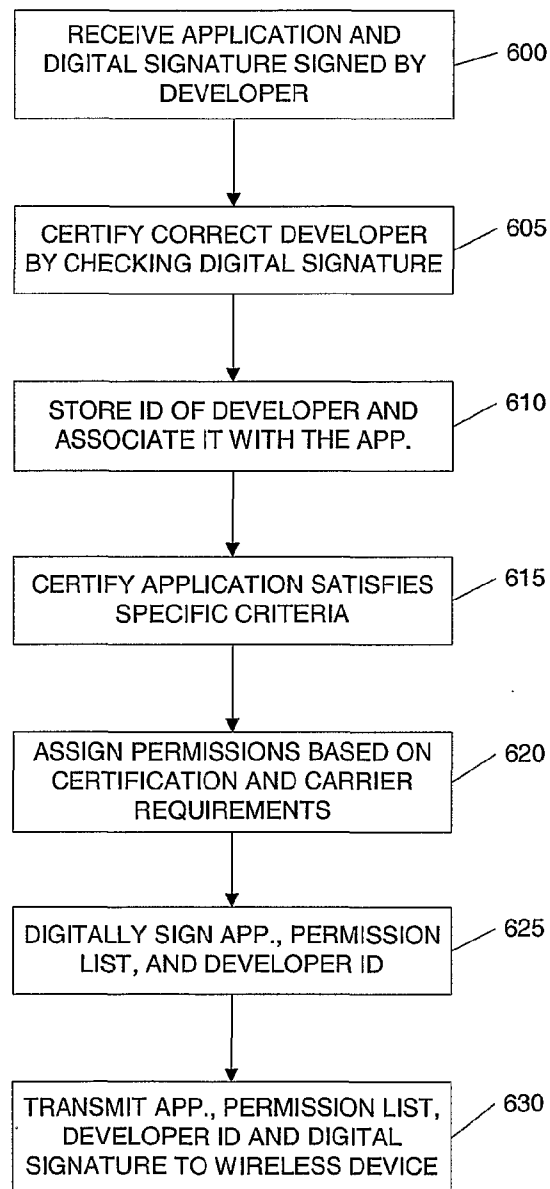 RECEIVE APPLICATION AND
DIGITAL SIGNATURE SIGNED BY
DEVELOPER
600
CERTIFY CORRECT DEVELOPER
BY CHECKING DIGITAL SIGNATURE
605
STORE ID OF DEVELOPER AND
ASSOCIATE IT WITH THE APP.
610
CERTIFY APPLICATION SATISFIES
SPECIFIC CRITERIA
615
ASSIGN PERMISSIONS BASED ON
CERTIFICATION AND CARRIER
REQUIREMENTS
620
DIGITALLY SIGN APP., PERMISSION
LIST, AND DEVELOPER ID
625
TRANSMIT APP., PERMISSION LIST,
DEVELOPER ID AND DIGITAL
SIGNATURE TO WIRELESS DEVICE
630